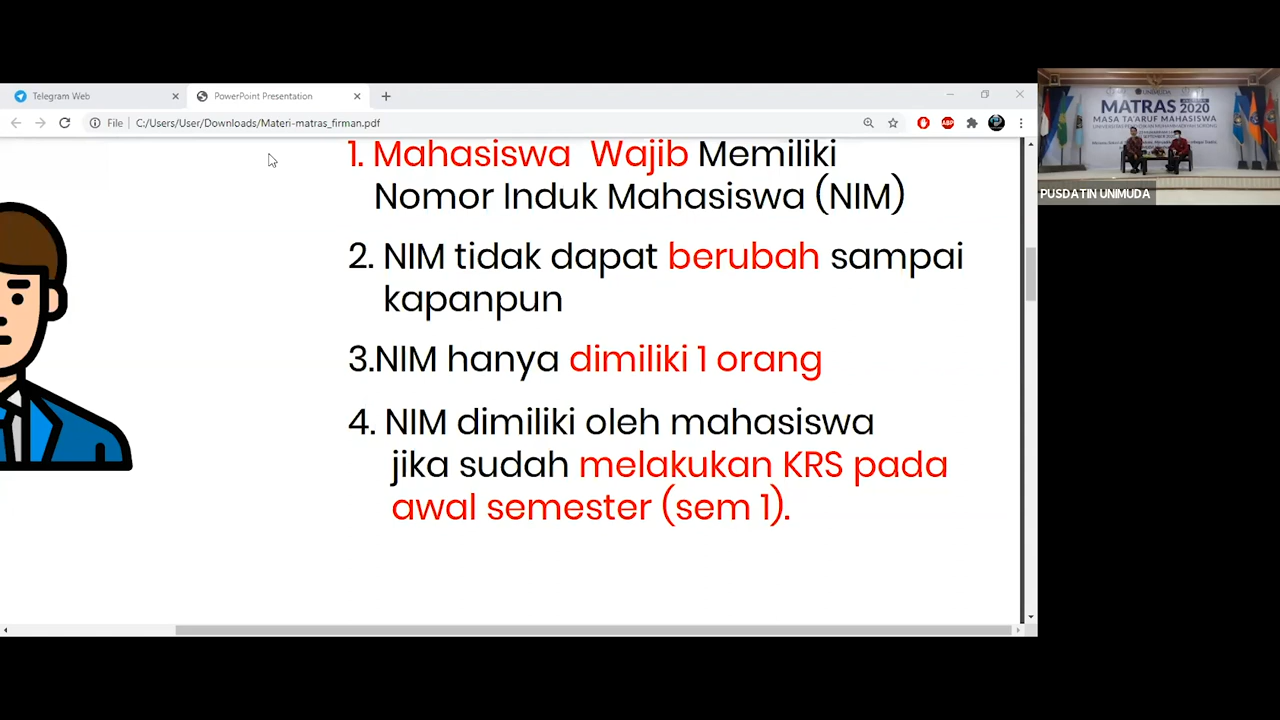 Telegram Web
PowerPoint Presentation
File
C:/Users/User/Downloads/Materi-matras_firman.pdf
ABP
1. Mahasiswa Wajib Memiliki
Nomor Induk Mahasiswa (NIM)
2. NIM tidak dapat berubah sampai
kapanpun
3.NIM hanya dimiliki 1 orang
4. NIM dimiliki oleh mahasiswa
jika sudah melakukan KRS pada
awal semester (sem 1).
UNIMUDA
MATRAS 2020
MASA TA'ARUF MAHASISWA
PUSDATIN UNIMUDA